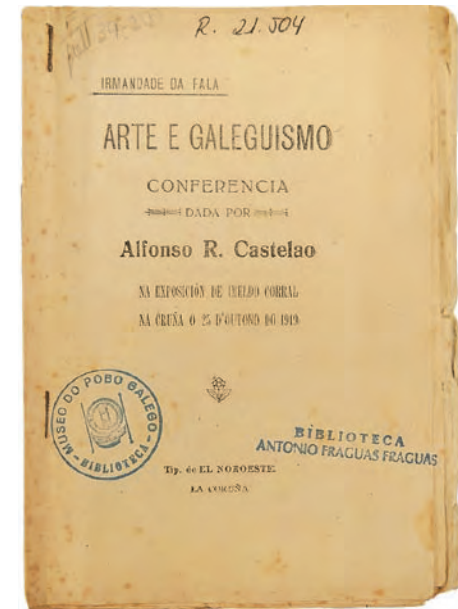 R. 21.504
IRMANDADE DA FALA
ARTE E GALEGUISMO
CONFERENCIA
DADA POR
Alfonso R. Castelao
NA EXPOSICIÓN DE IMELDO CORRAL
NA CRUÑA O 25 D'OUTONO DO 1919
MUSEO DO POBO GALEGO
- BIBLIOTECA -
BIBLIOTECA
ANTONIO FRAGUAS FRAGUAS
Tip. de EL NOROESTE.
LA CORUÑA